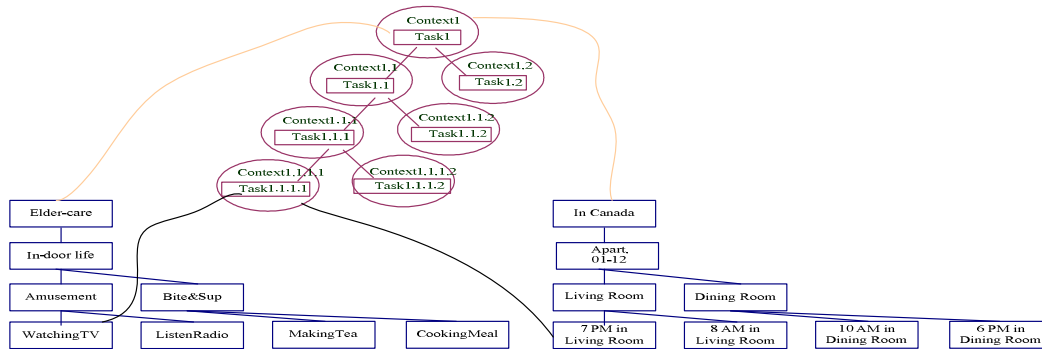 Context1
Task1
Context1.1
Task1.1
Context1.2
Task1.2
Context1.1.1
Task1.1.1
Context1.1.2
Task1.1.2
Context1.1.1.1
Task1.1.1.1
Context1.1.1.2
Task1.1.1.2
Elder-care
In Canada
In-door life
Apart.
01-12
Amusement
Bite&Sup
Living Room
Dining Room
WatchingTV
ListenRadio
MakingTea
CookingMeal
7 PM in
Living Room
8 AM in
Living Room
10 AM in
Dining Room
6 PM in
Dining Room